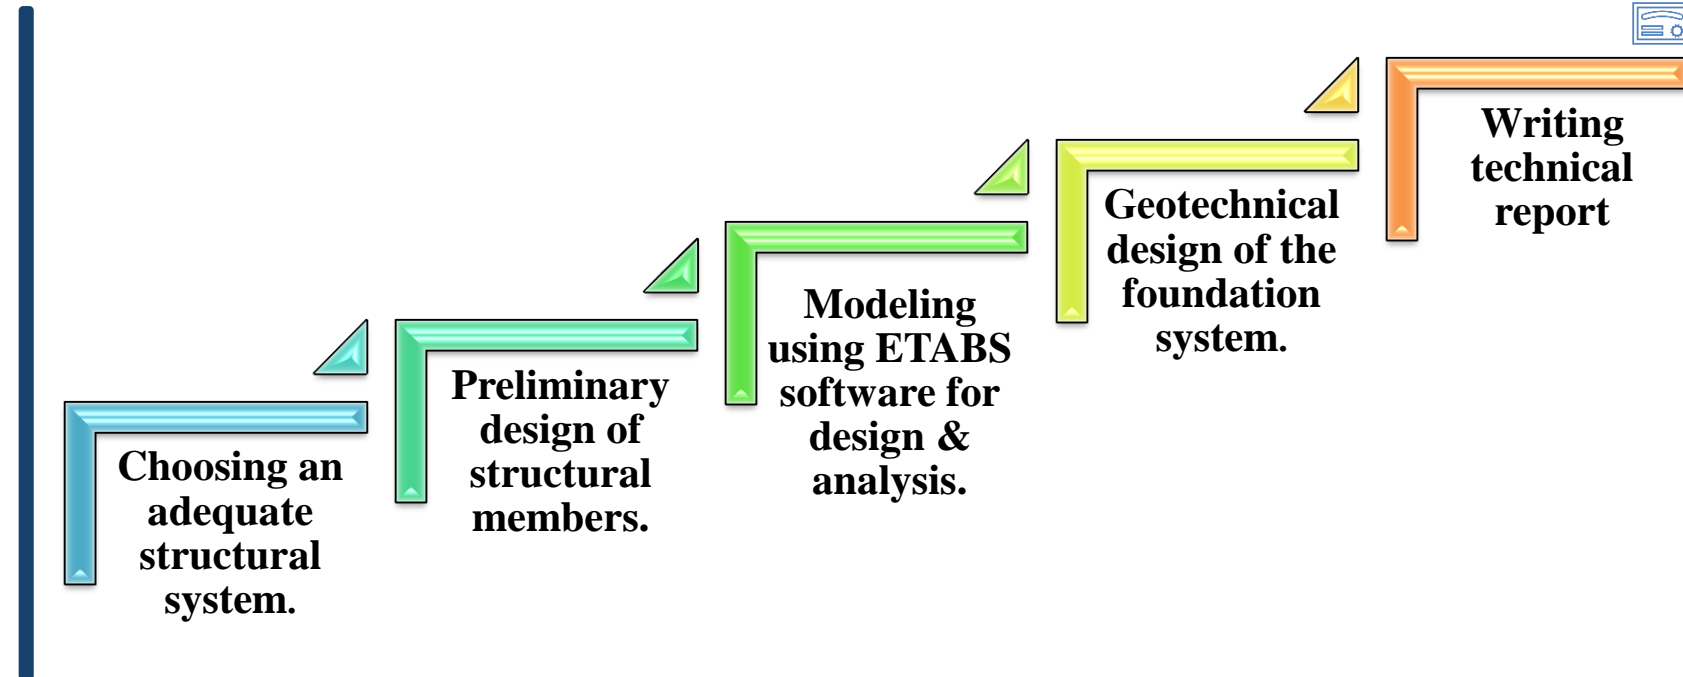 Choosing an
adequate
structural
system.
Preliminary
design of
structural
members.
Modeling
using ETABS
software for
design &
analysis.
Geotechnical
design of the
foundation
system.
Writing
technical
report